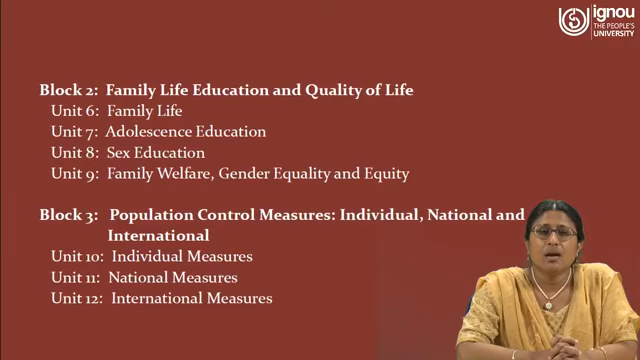 ignou
THE PEOPLE'S
UNIVERSITY
Block 2: Family Life Education and Quality of Life
Unit 6: Family Life
Unit 7: Adolescence Education
Unit 8: Sex Education
Unit 9: Family Welfare, Gender Equality and Equity
Block 3: Population Control Measures: Individual, National and
International
Unit 10: Individual Measures
Unit 11: National Measures
Unit 12: International Measures